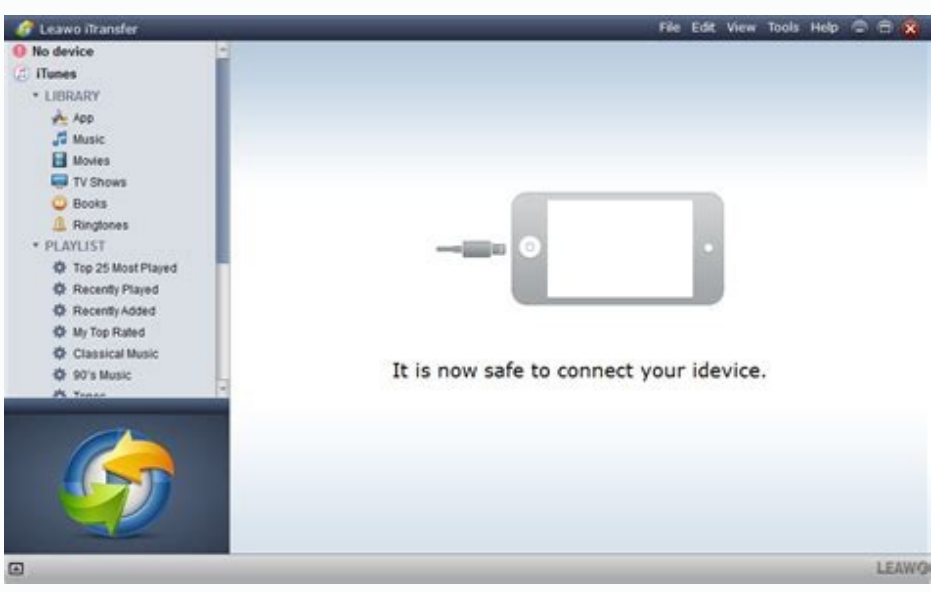 Leawo iTransfer
File Edit View Tools Help
No device
iTunes
LIBRARY
App
Music
Movies
TV Shows
Books
Ringtones
PLAYLIST
Top 25 Most Played
Recently Played
Recently Added
My Top Rated
Classical Music
90's Music
It is now safe to connect your idevice.
LEAWO